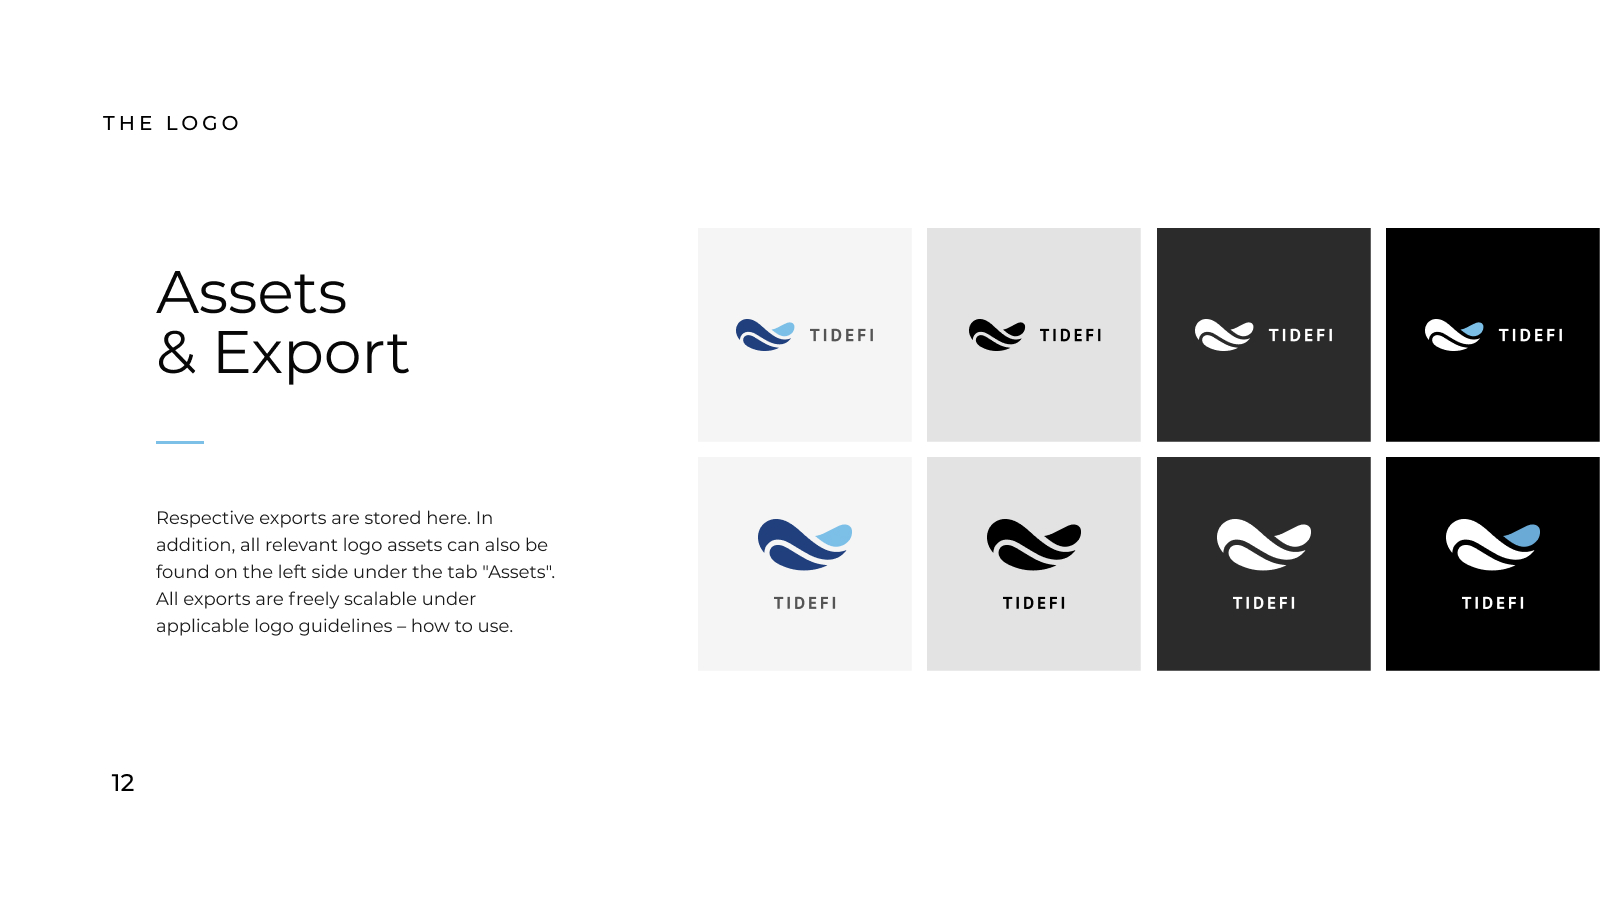 THE LOGO
Assets
& Export
Respective exports are stored here. In
addition, all relevant logo assets can also be
found on the left side under the tab "Assets".
All exports are freely scalable under
applicable logo guidelines – how to use.
TIDEFI
TIDEFI
TIDEFI
TIDEFI
TIDEFI
TIDEFI
TIDEFI
TIDEFI
12